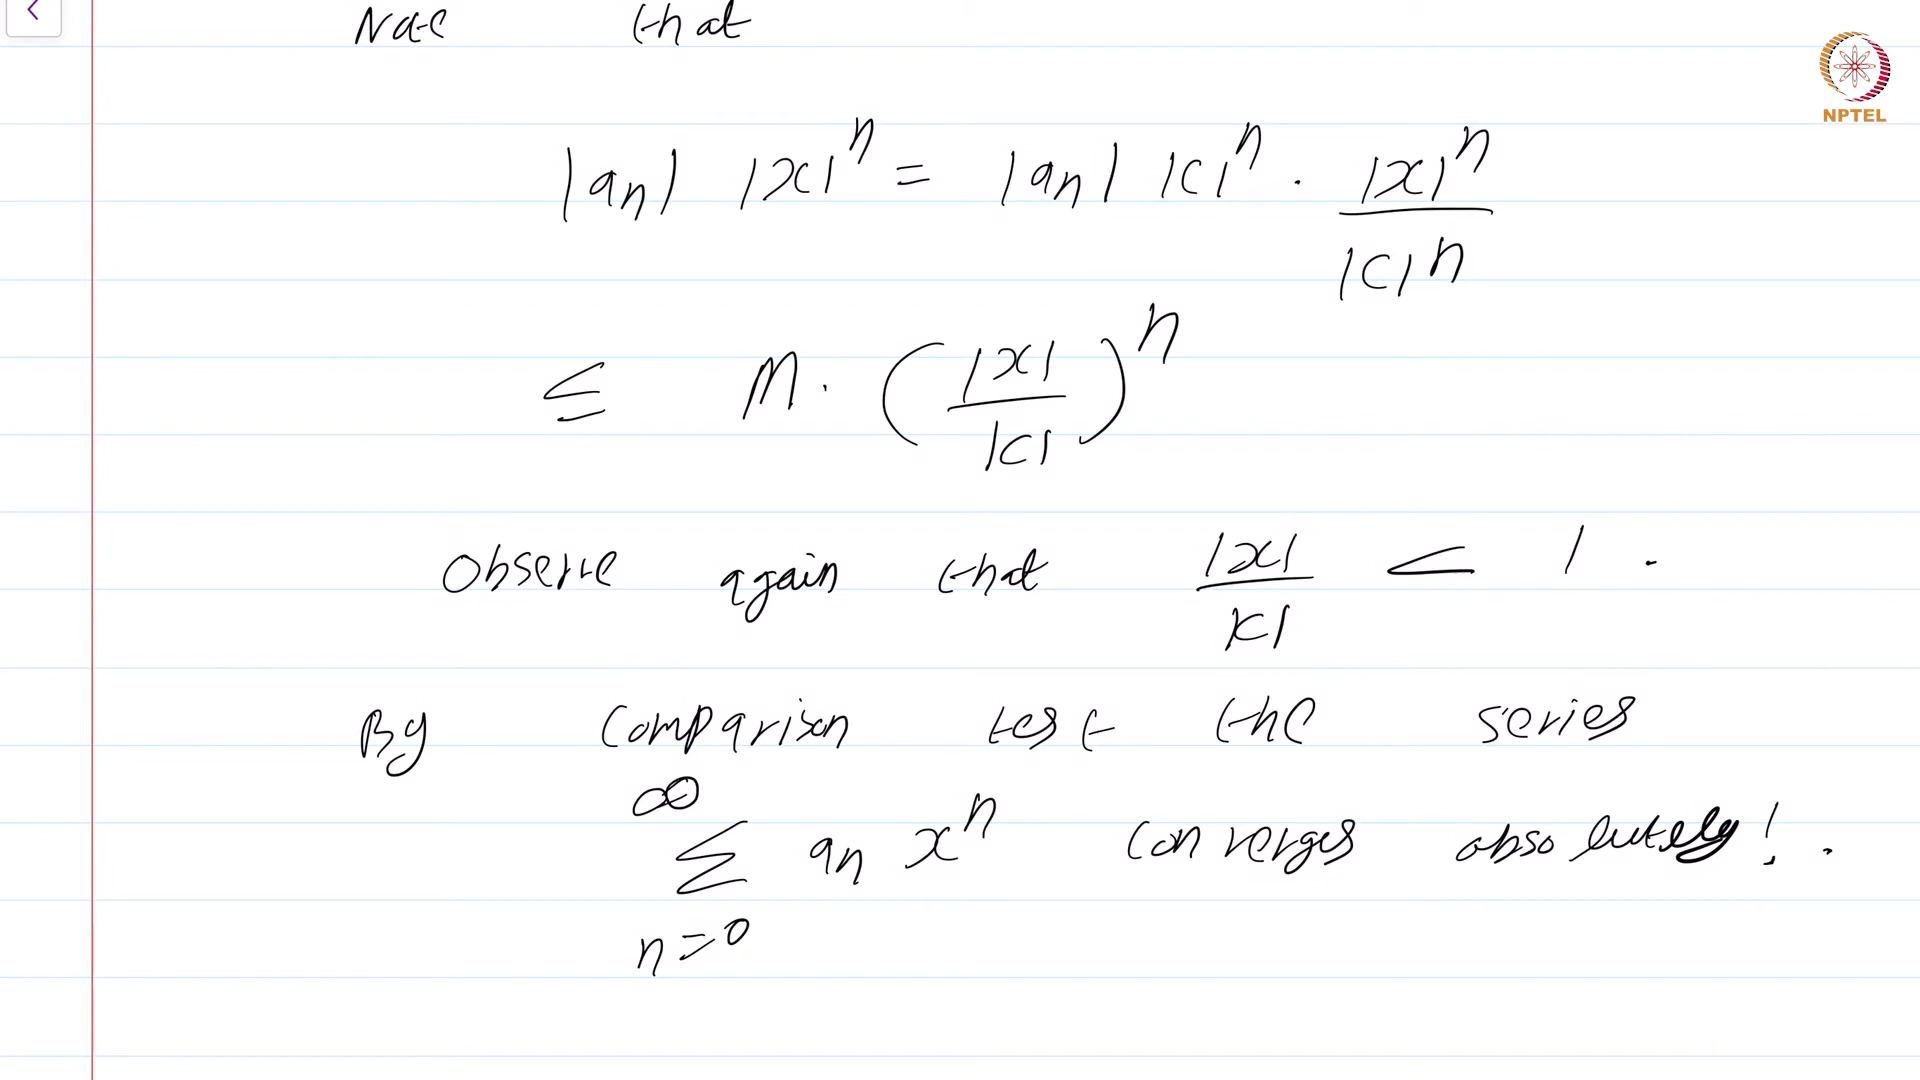 Note that
NPTEL
|an| |x|^n = |an| |c|^n . |x|^n / |c|^n
≤ M. (|x| / |c|)^n
Observe again that |x| / |c| < 1 .
By comparison test the series
∞
∑ an x^n converges absolutely! .
n=0